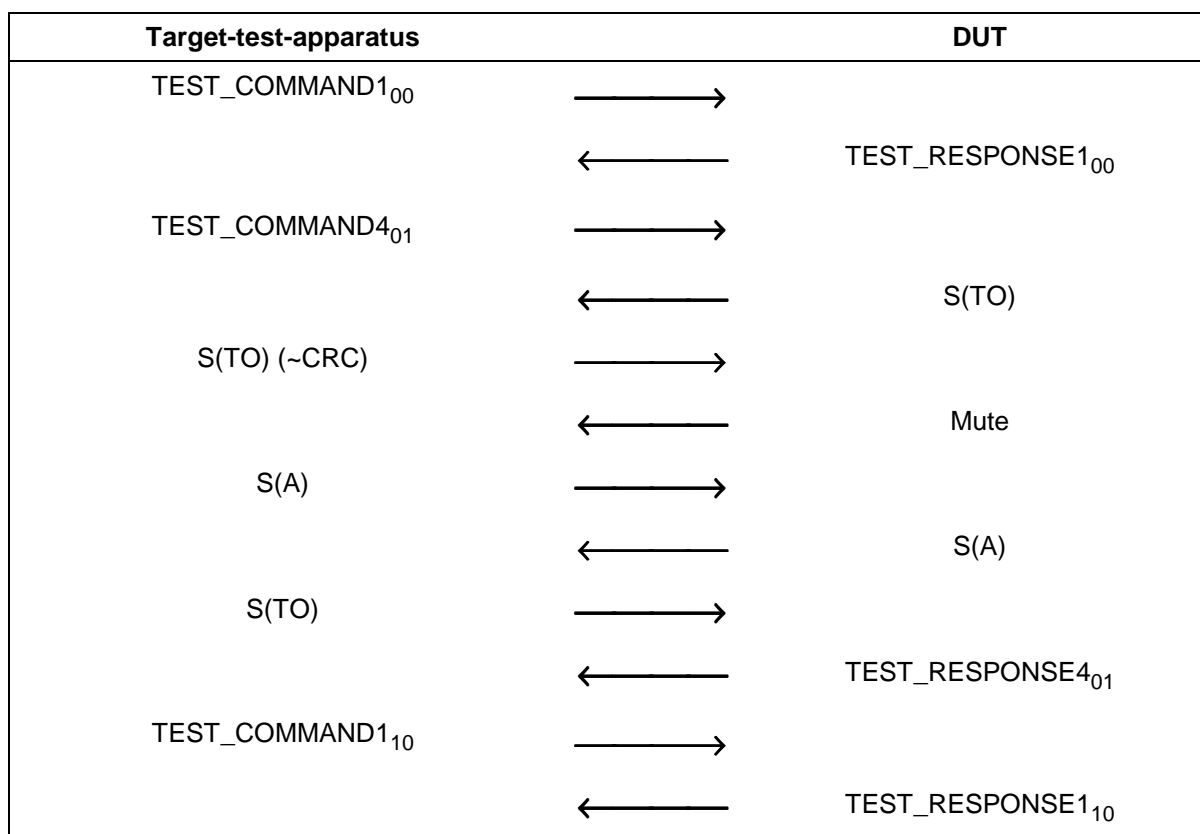 Target-test-apparatus DUT
TEST_COMMAND1₀₀
TEST_RESPONSE1₀₀
TEST_COMMAND4₀₁
S(TO)
S(TO) (~CRC)
Mute
S(A)
S(A)
S(TO)
TEST_RESPONSE4₀₁
TEST_COMMAND1₁₀
TEST_RESPONSE1₁₀